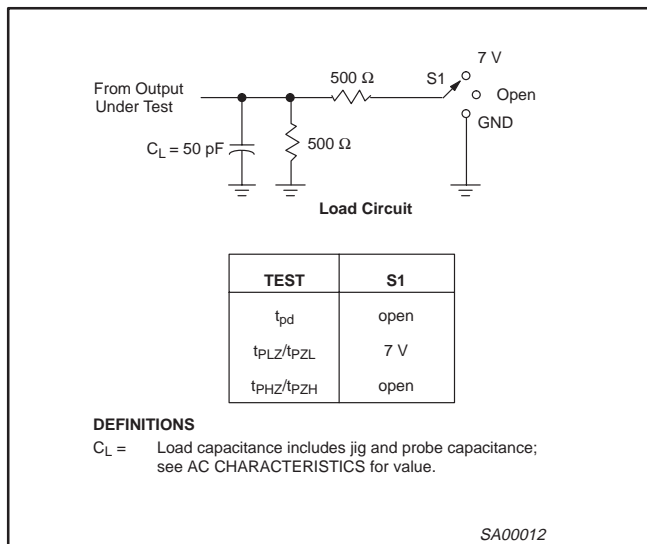 7 V
500 Ω
S1
From Output
Under Test
Open
GND
C_L = 50 pF
500 Ω
Load Circuit
TEST S1
t_pd open
t_PLZ/t_PZL 7 V
t_PHZ/t_PZH open
DEFINITIONS
C_L = Load capacitance includes jig and probe capacitance;
see AC CHARACTERISTICS for value.
SA00012